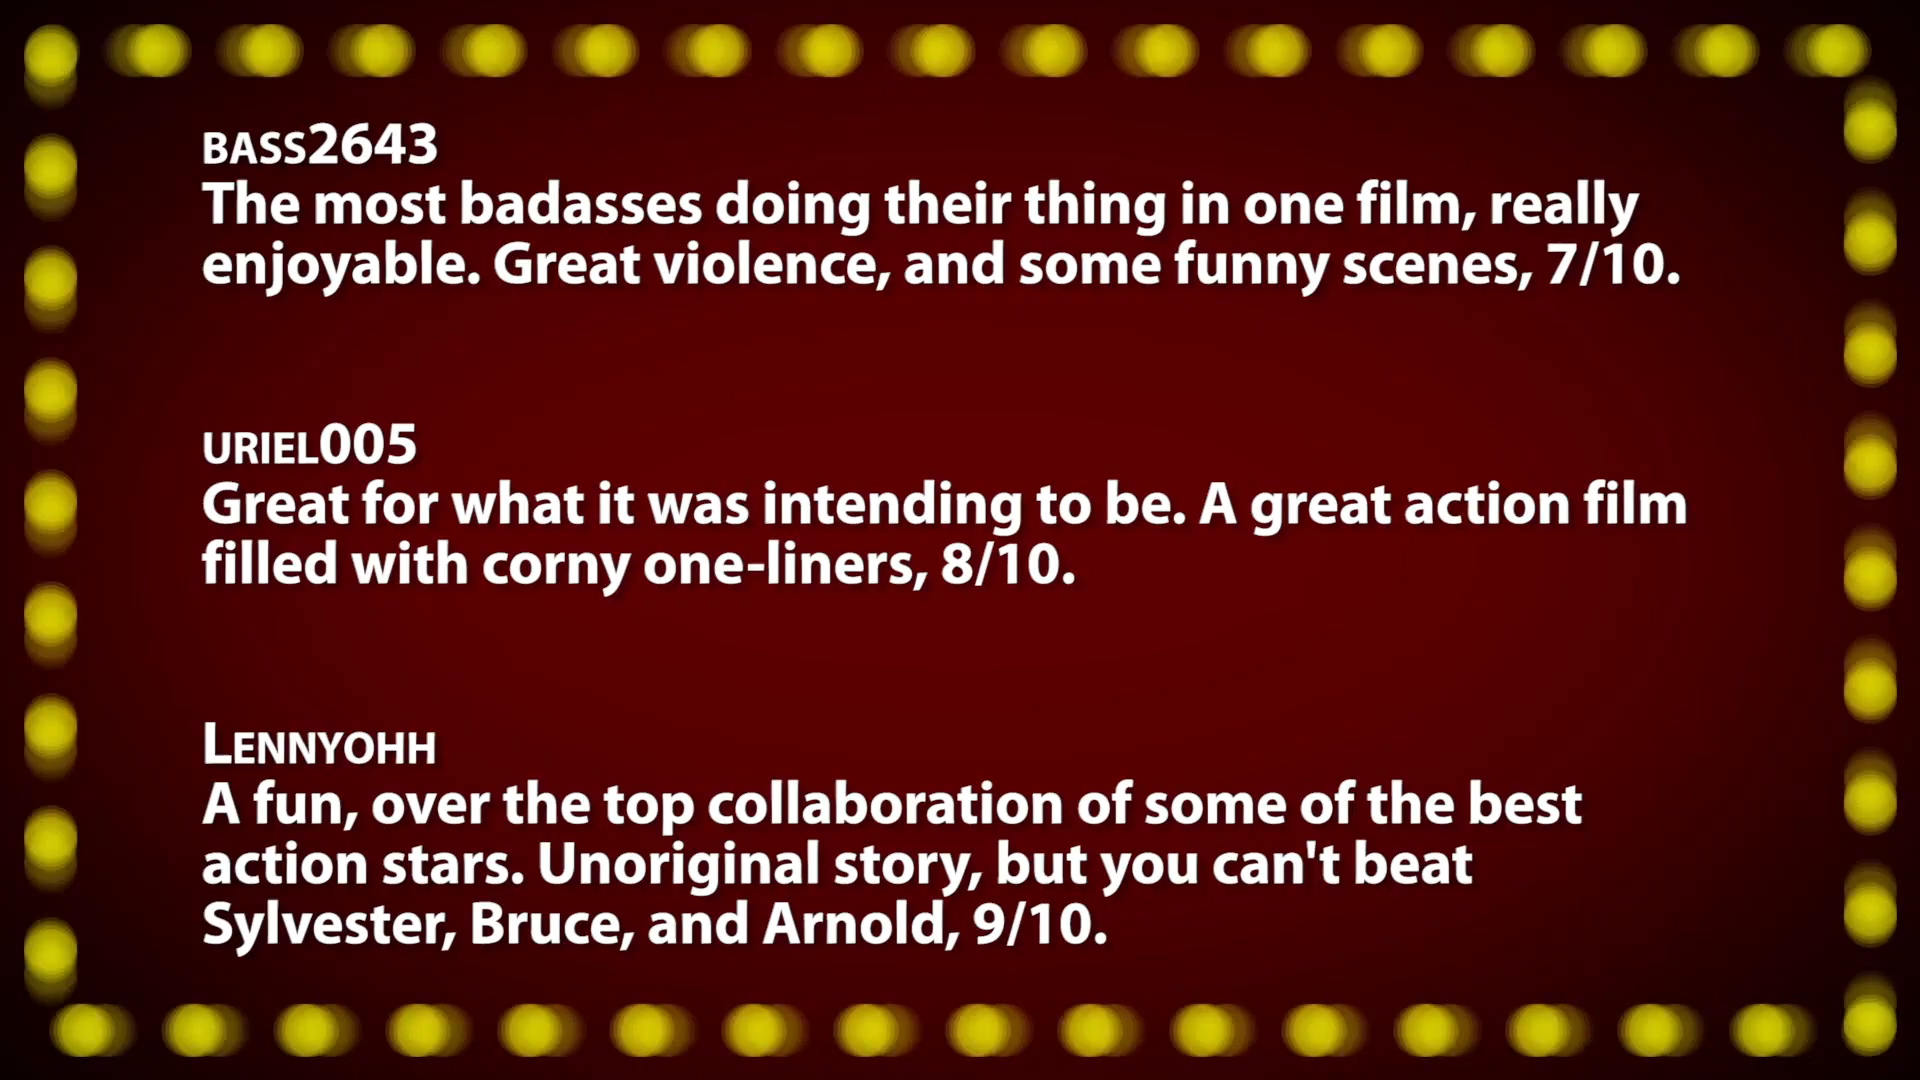 BASS2643
The most badasses doing their thing in one film, really
enjoyable. Great violence, and some funny scenes, 7/10.
URIEL005
Great for what it was intending to be. A great action film
filled with corny one-liners, 8/10.
LENNYOHH
A fun, over the top collaboration of some of the best
action stars. Unoriginal story, but you can't beat
Sylvester, Bruce, and Arnold, 9/10.